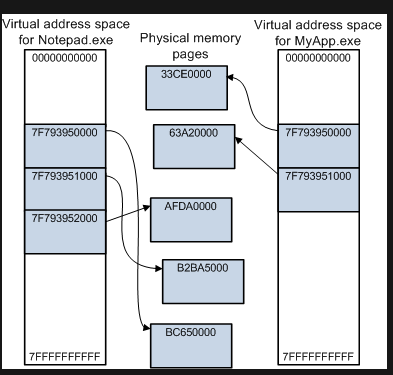 Virtual address space
for Notepad.exe
00000000000
7F793950000
7F793951000
7F793952000
7FFFFFFFFFF
Physical memory
pages
33CE0000
63A20000
AFDA0000
B2BA5000
BC650000
Virtual address space
for MyApp.exe
00000000000
7F793950000
7F793951000
7FFFFFFFFFF